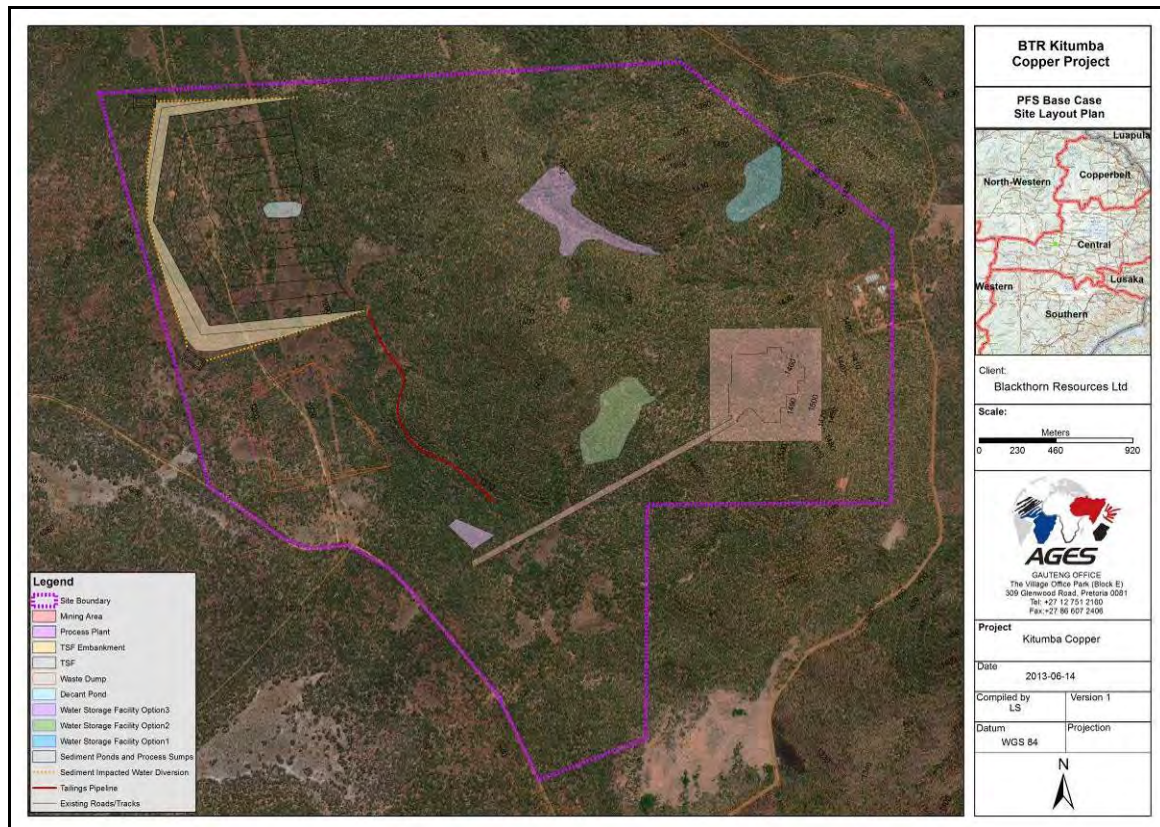 BTR Kitumba
Copper Project
PFS Base Case
Site Layout Plan
Luapula
North-Western
Copperbelt
Central
Western
Lusaka
Southern
Client:
Blackthorn Resources Ltd
Scale:
Meters
0 230 460 920
AGES
GAUTENG OFFICE
The Village Office Park (Block E)
309 Glenwood Road, Pretoria 0081
Tel: +27 12 751 2160
Fax:+27 86 607 2406
Project
Kitumba Copper
Date
2013-06-14
Compiled by
LS
Version 1
Datum
WGS 84
Projection
N
Legend
Site Boundary
Mining Area
Process Plant
TSF Embankment
TSF
Waste Dump
Decant Pond
Water Storage Facility Option3
Water Storage Facility Option2
Water Storage Facility Option1
Sediment Ponds and Process Sumps
Sediment Impacted Water Diversion
Tailings Pipeline
Existing Roads/Tracks
1460
1490
1500